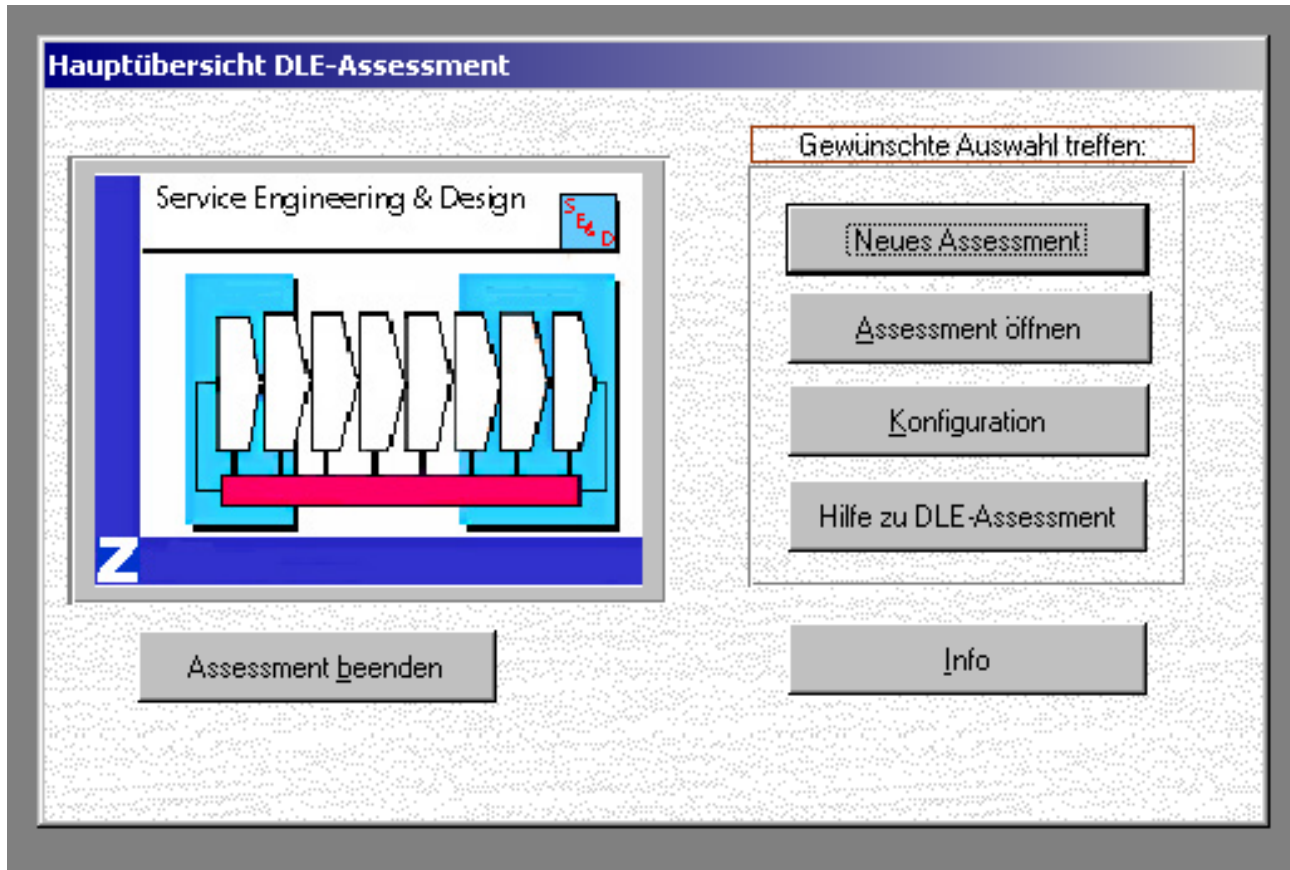 Hauptübersicht DLE-Assessment
Service Engineering & Design
SE&D
Z
Assessment beenden
Gewünschte Auswahl treffen:
Neues Assessment
Assessment öffnen
Konfiguration
Hilfe zu DLE-Assessment
Info